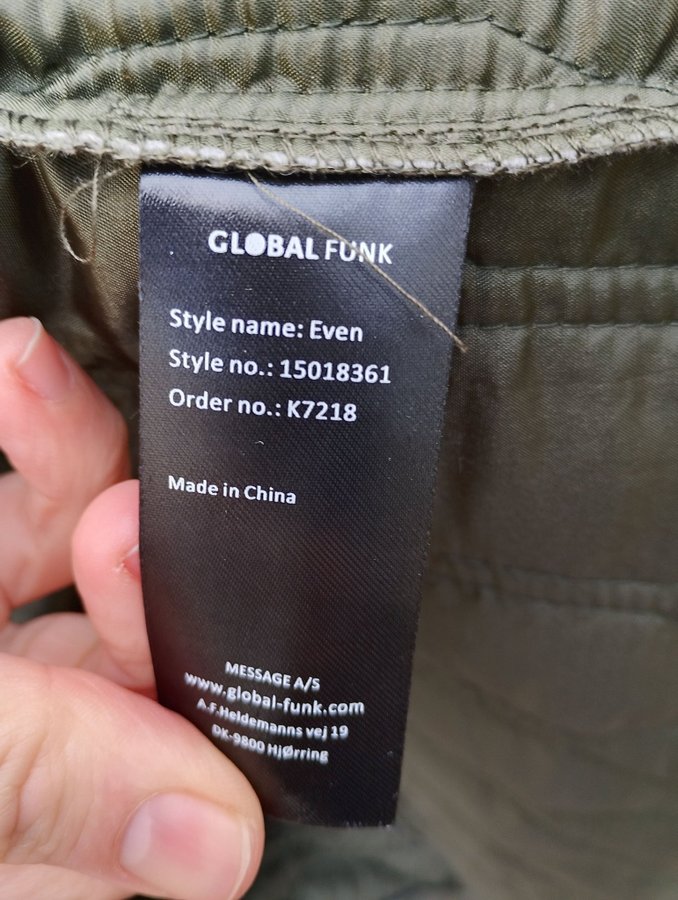 GLOBAL FUNK
Style name: Even
Style no.: 15018361
Order no.: K7218
Made in China
MESSAGE A/S
www.global-funk.com
A.F.Heldemanns vej 19
DK-9800 HjØrring